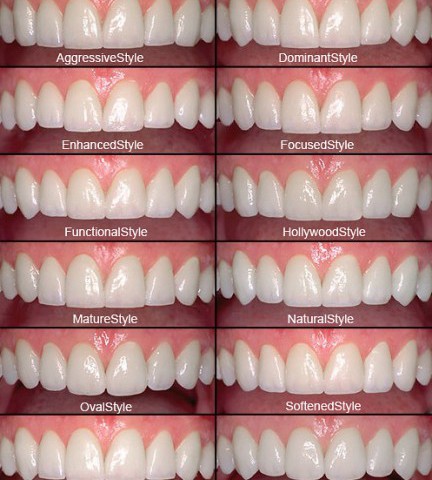 AggressiveStyle
DominantStyle
EnhancedStyle
FocusedStyle
FunctionalStyle
HollywoodStyle
MatureStyle
NaturalStyle
OvalStyle
SoftenedStyle